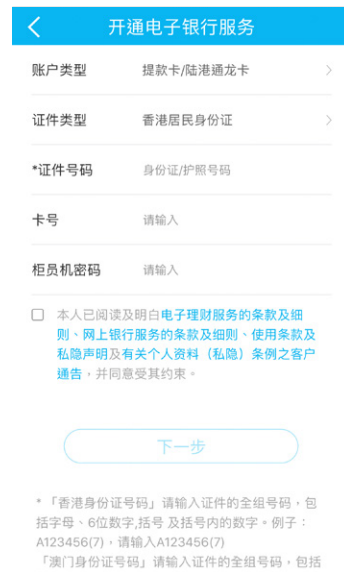 开通电子银行服务
账户类型 提款卡/陆港通龙卡
证件类型 香港居民身份证
*证件号码 身份证/护照号码
卡号 请输入
柜员机密码 请输入
本人已阅读及明白电子理财服务的条款及细
则、网上银行服务的条款及细则、使用条款及
私隐声明及有关个人资料（私隐）条例之客户
通告，并同意受其约束。
下一步
* 「香港身份证号码」请输入证件的全组号码，包
括字母、6位数字,括号 及括号内的数字。例子：
A123456(7)，请输入A123456(7)
「澳门身份证号码」请输入证件的全组号码，包括